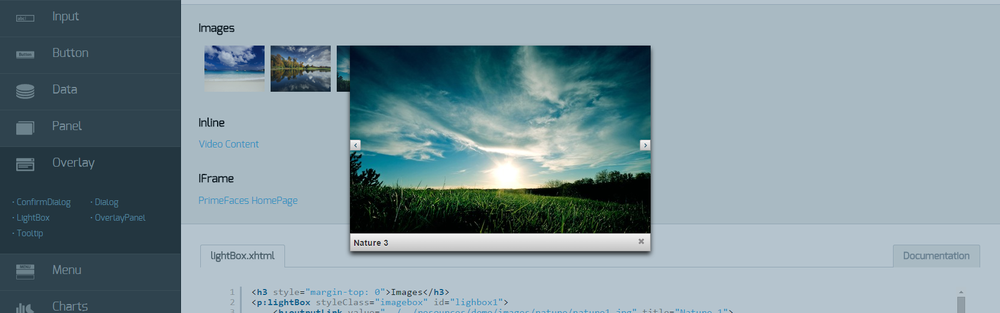 abc!
Input
Button
Button
Data
Panel
Overlay
· ConfirmDialog
· Dialog
· LightBox
· OverlayPanel
· Tooltip
MENU
Menu
Charts
Images
Inline
Video Content
IFrame
PrimeFaces HomePage
Nature 3
lightBox.xhtml
Documentation
1 <h3 style="margin-top: 0">Images</h3>
2 <p:lightBox styleClass="imagebox" id="lighbox1">
3 <h:outputLink value="../../resources/demo/images/nature/nature1.jpg" title="Nature 1">